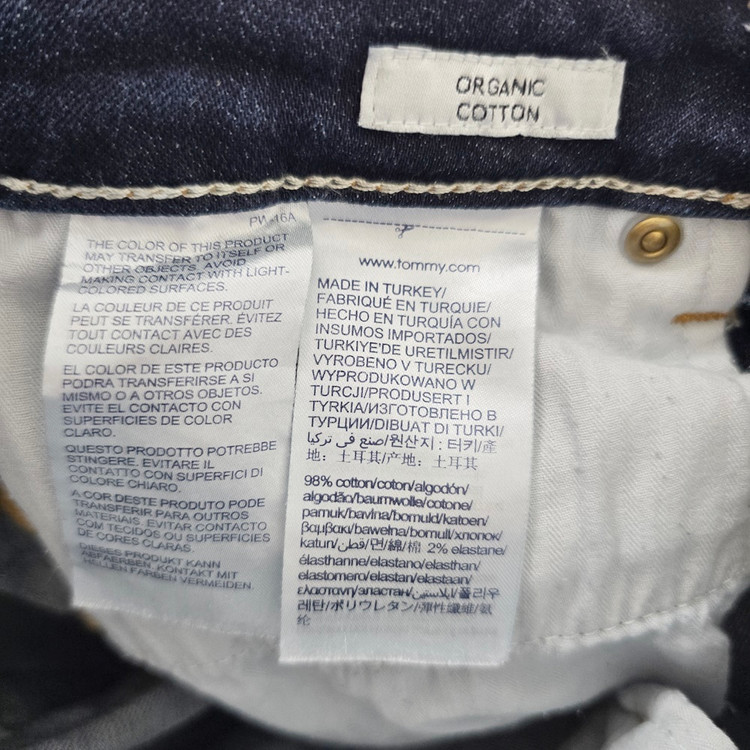 ORGANIC
COTTON
PW-16A
THE COLOR OF THIS PRODUCT
MAY TRANSFER TO ITSELF OR
OTHER OBJECTS. AVOID
MAKING CONTACT WITH LIGHT-
COLORED SURFACES.
LA COULEUR DE CE PRODUIT
PEUT SE TRANSFÉRER. ÉVITEZ
TOUT CONTACT AVEC DES
COULEURS CLAIRES.
EL COLOR DE ESTE PRODUCTO
PODRA TRANSFERIRSE A SI
MISMO O A OTROS OBJETOS.
EVITE EL CONTACTO CON
SUPERFICIES DE COLOR
CLARO.
QUESTO PRODOTTO POTREBBE
STINGERE. EVITARE IL
CONTATTO CON SUPERFICI DI
COLORE CHIARO.
A COR DESTE PRODUTO PODE
TRANSFERIR PARA OUTROS
MATERIAIS. EVITAR CONTACTO
COM TECIDOS OU SUPERFICIES
DE CORES CLARAS.
DIESES PRODUKT KANN
ABFAERBEN. KONTAKT MIT
HELLEN FARBEN VERMEIDEN.
www.tommy.com
MADE IN TURKEY/
FABRIQUÉ EN TURQUIE/
HECHO EN TURQUÍA CON
INSUMOS IMPORTADOS/
TURKIYE'DE URETILMISTIR/
VYROBENO V TURECKU/
WYPRODUKOWANO W
TURCJI/PRODUSERT I
TYRKIA/ИЗГОТОВЛЕНО В
ТУРЦИИ/DIBUAT DI TURKI/
صنع في تركيا/원산지 : 터키/產
地：土耳其/产地：土耳其
98% cotton/coton/algodón/
algodão/baumwolle/cotone/
pamuk/bavlna/bomuld/katoen/
βαμβακι/bawełna/bomull/хлопок/
katun/قطن/면/綿/棉 2% elastane/
élasthanne/elastano/elasthan/
elastomero/elastan/elastaan/
ελαστανη/эластан/ايلاستين/폴리우
레탄/ポリウレタン/彈性纖維/氨
纶